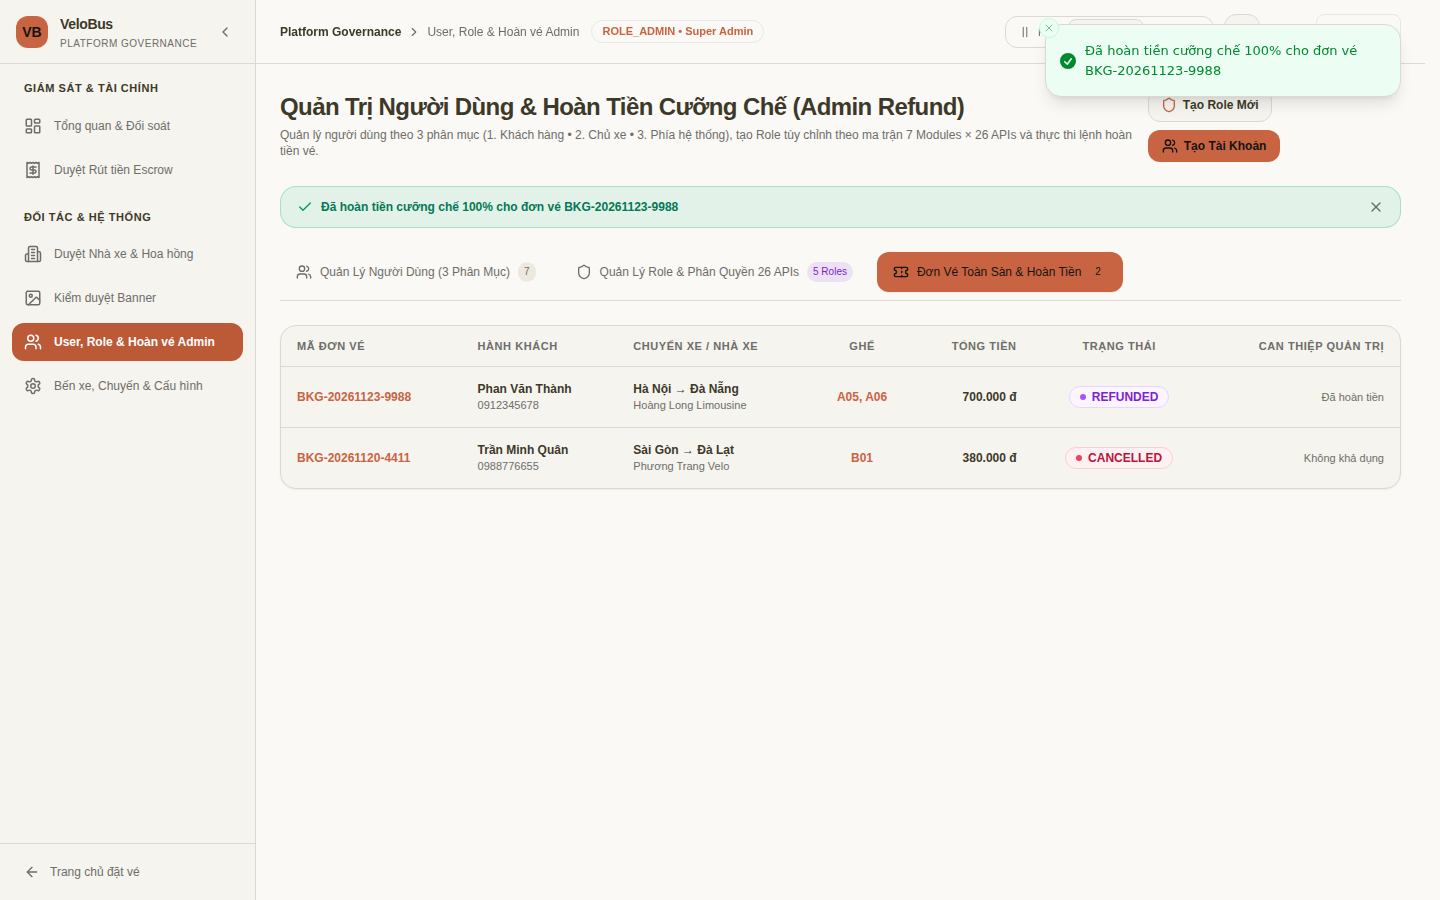 VB
VeloBus
PLATFORM GOVERNANCE
GIÁM SÁT & TÀI CHÍNH
Tổng quan & Đối soát
Duyệt Rút tiền Escrow
ĐỐI TÁC & HỆ THỐNG
Duyệt Nhà xe & Hoa hồng
Kiểm duyệt Banner
User, Role & Hoàn vé Admin
Bến xe, Chuyến & Cấu hình
Trang chủ đặt vé
Platform Governance
User, Role & Hoàn vé Admin
ROLE_ADMIN • Super Admin
Đã hoàn tiền cưỡng chế 100% cho đơn vé
BKG-20261123-9988
Quản Trị Người Dùng & Hoàn Tiền Cưỡng Chế (Admin Refund)
Quản lý người dùng theo 3 phân mục (1. Khách hàng • 2. Chủ xe • 3. Phía hệ thống), tạo Role tùy chỉnh theo ma trận 7 Modules × 26 APIs và thực thi lệnh hoàn
tiền vé.
Tạo Role Mới
Tạo Tài Khoản
Đã hoàn tiền cưỡng chế 100% cho đơn vé BKG-20261123-9988
Quản Lý Người Dùng (3 Phân Mục) 7
Quản Lý Role & Phân Quyền 26 APIs 5 Roles
Đơn Vé Toàn Sàn & Hoàn Tiền 2
MÃ ĐƠN VÉ HÀNH KHÁCH CHUYẾN XE / NHÀ XE GHẾ TỔNG TIỀN TRẠNG THÁI CAN THIỆP QUẢN TRỊ
BKG-20261123-9988 Phan Văn Thành Hà Nội → Đà Nẵng A05, A06 700.000 đ REFUNDED Đã hoàn tiền
0912345678 Hoàng Long Limousine
BKG-20261120-4411 Trần Minh Quân Sài Gòn → Đà Lạt B01 380.000 đ CANCELLED Không khả dụng
0988776655 Phương Trang Velo